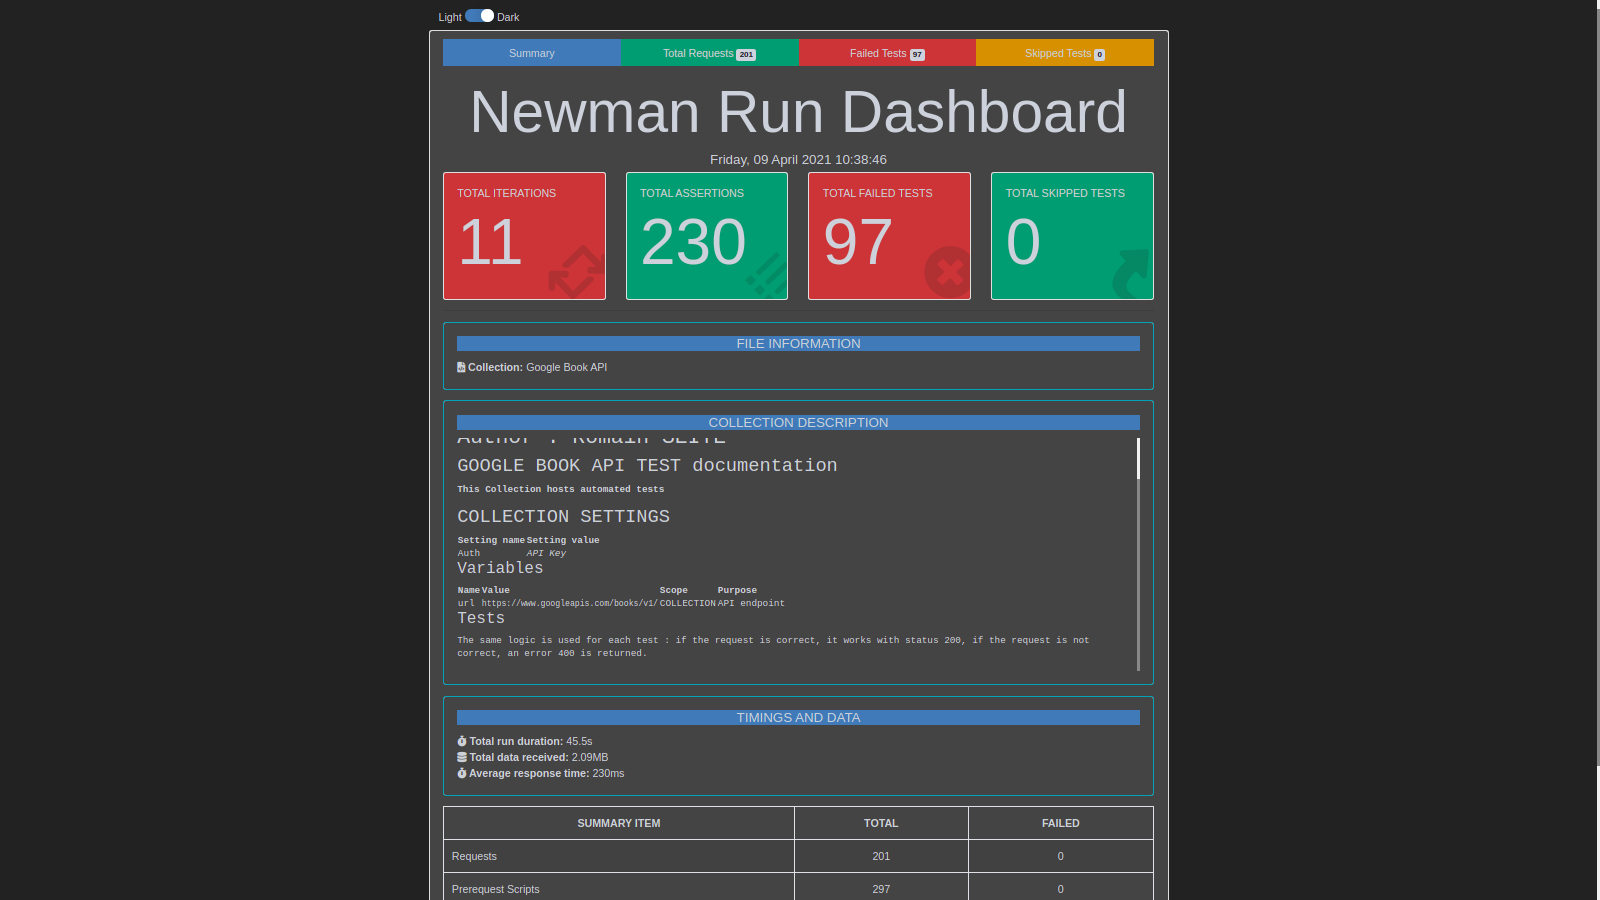 Light Dark
Summary Total Requests 201 Failed Tests 97 Skipped Tests 0
Newman Run Dashboard
Friday, 09 April 2021 10:38:46
TOTAL ITERATIONS TOTAL ASSERTIONS TOTAL FAILED TESTS TOTAL SKIPPED TESTS
11 230 97 0
FILE INFORMATION
Collection: Google Book API
COLLECTION DESCRIPTION
Author : Romain SEITE
GOOGLE BOOK API TEST documentation
This Collection hosts automated tests
COLLECTION SETTINGS
Setting name Setting value
Auth API Key
Variables
Name Value Scope Purpose
url https://www.googleapis.com/books/v1/ COLLECTION API endpoint
Tests
The same logic is used for each test : if the request is correct, it works with status 200, if the request is not
correct, an error 400 is returned.
TIMINGS AND DATA
Total run duration: 45.5s
Total data received: 2.09MB
Average response time: 230ms
SUMMARY ITEM TOTAL FAILED
Requests 201 0
Prerequest Scripts 297 0